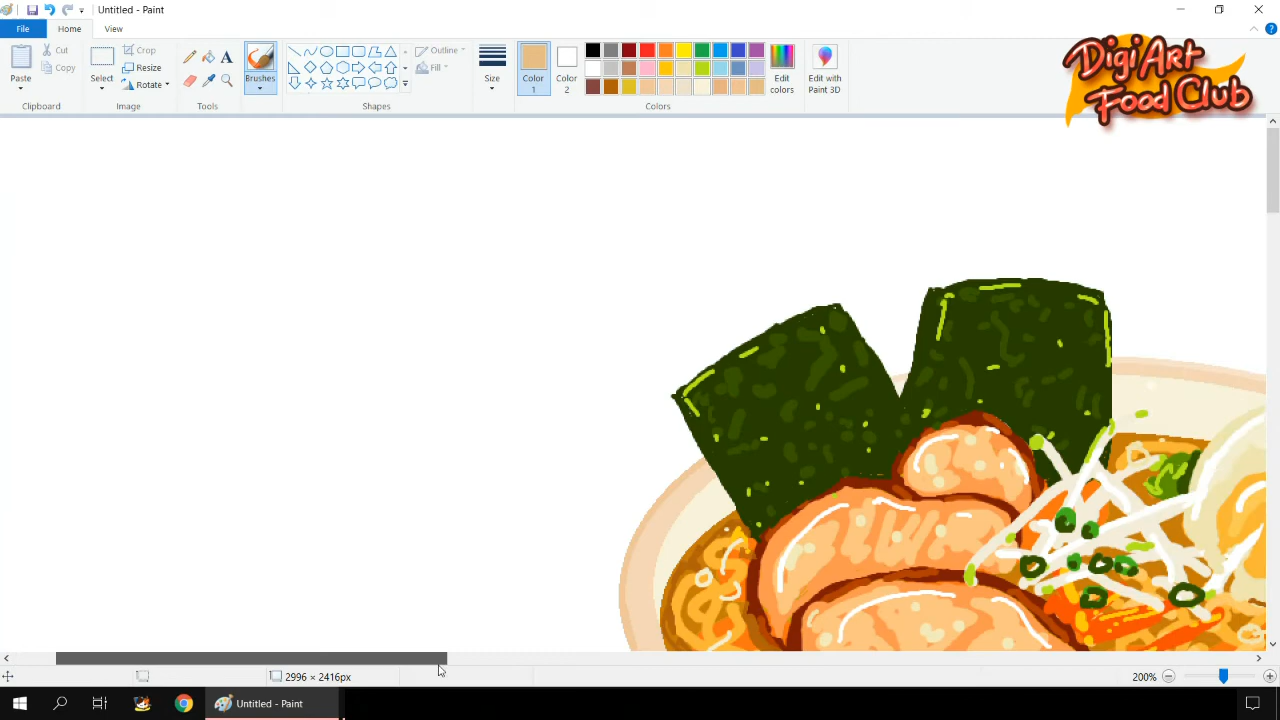 Untitled - Paint
File
Home
View
Paste
Cut
Copy
Clipboard
Select
Crop
Resize
Rotate
Image
Tools
Brushes
Outline
Fill
Shapes
Size
Color 1
Color 2
Colors
Edit colors
Edit with Paint 3D
Digi Art
Food Club
2996 × 2416px
200%
Untitled - Paint